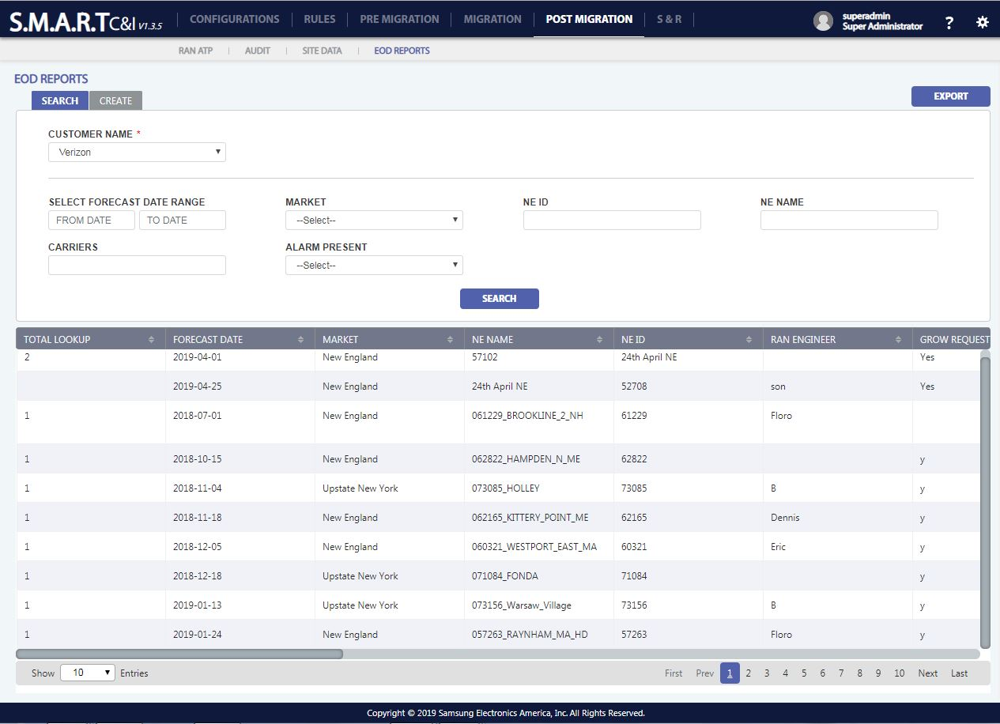 S.M.A.R.T C&I V1.3.5 CONFIGURATIONS RULES PRE MIGRATION MIGRATION POST MIGRATION S & R superadmin ?
Super Administrator
RAN ATP AUDIT SITE DATA EOD REPORTS
EOD REPORTS
SEARCH CREATE EXPORT
CUSTOMER NAME *
Verizon
SELECT FORECAST DATE RANGE MARKET NE ID NE NAME
FROM DATE TO DATE --Select--
CARRIERS ALARM PRESENT
--Select--
SEARCH
TOTAL LOOKUP FORECAST DATE MARKET NE NAME NE ID RAN ENGINEER GROW REQUEST
2 2019-04-01 New England 57102 24th April NE Yes
2019-04-25 New England 24th April NE 52708 son Yes
1 2018-07-01 New England 061229_BROOKLINE_2_NH 61229 Floro
1 2018-10-15 New England 062822_HAMPDEN_N_ME 62822 y
1 2018-11-04 Upstate New York 073085_HOLLEY 73085 B y
1 2018-11-18 New England 062165_KITTERY_POINT_ME 62165 Dennis y
1 2018-12-05 New England 060321_WESTPORT_EAST_MA 60321 Eric y
1 2018-12-18 Upstate New York 071084_FONDA 71084 y
1 2019-01-13 Upstate New York 073156_Warsaw_Village 73156 B y
1 2019-01-24 New England 057263_RAYNHAM_MA_HD 57263 Floro y
Show 10 Entries First Prev 1 2 3 4 5 6 7 8 9 10 Next Last
Copyright © 2019 Samsung Electronics America, Inc. All Rights Reserved.